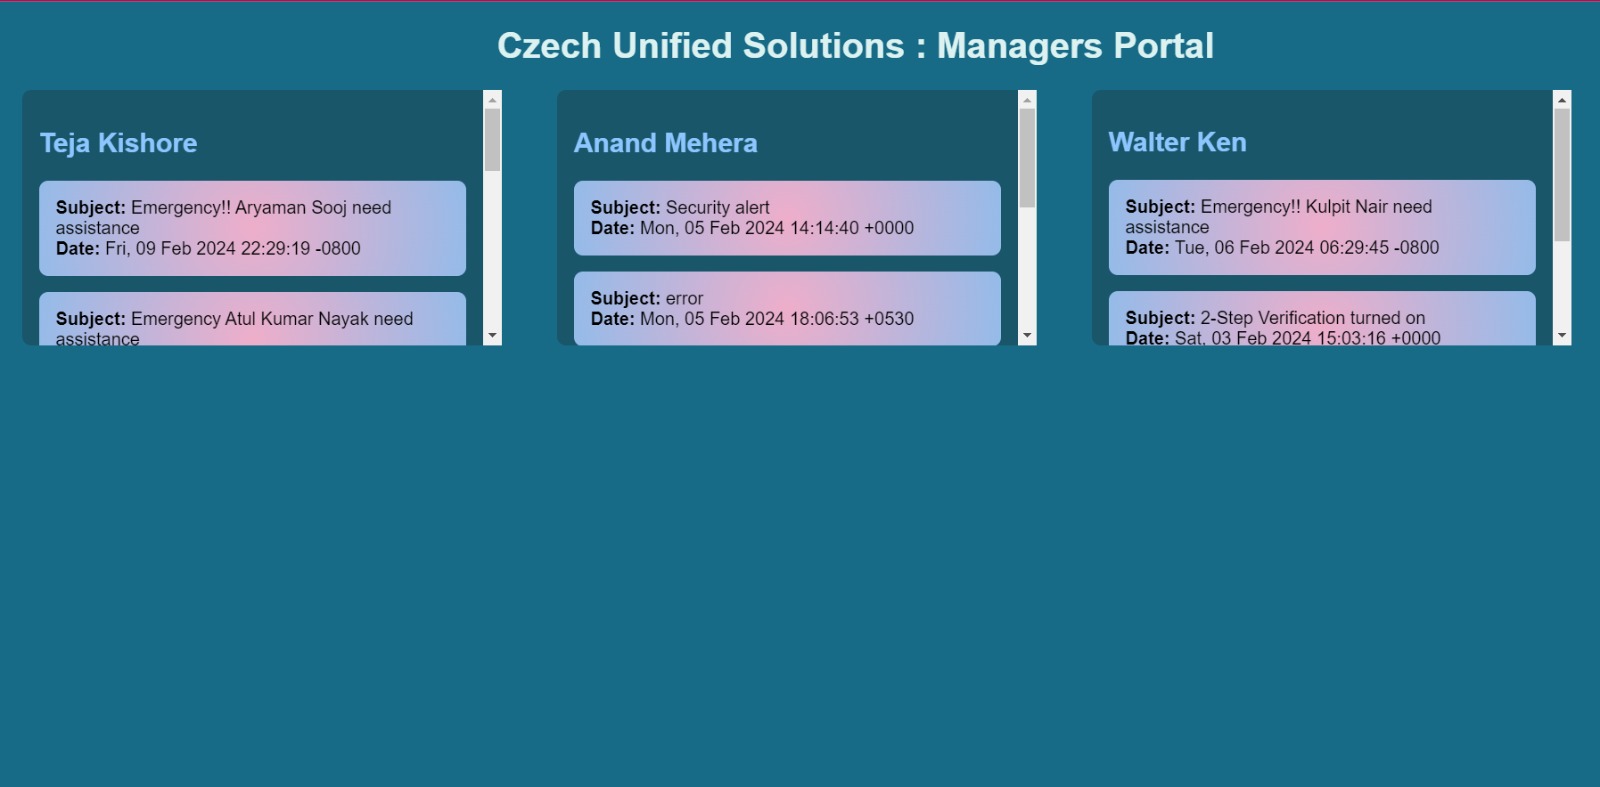 Czech Unified Solutions : Managers Portal
Teja Kishore
Subject: Emergency!! Aryaman Sooj need
assistance
Date: Fri, 09 Feb 2024 22:29:19 -0800
Subject: Emergency Atul Kumar Nayak need
assistance
Anand Mehera
Subject: Security alert
Date: Mon, 05 Feb 2024 14:14:40 +0000
Subject: error
Date: Mon, 05 Feb 2024 18:06:53 +0530
Walter Ken
Subject: Emergency!! Kulpit Nair need
assistance
Date: Tue, 06 Feb 2024 06:29:45 -0800
Subject: 2-Step Verification turned on
Date: Sat, 03 Feb 2024 15:03:16 +0000